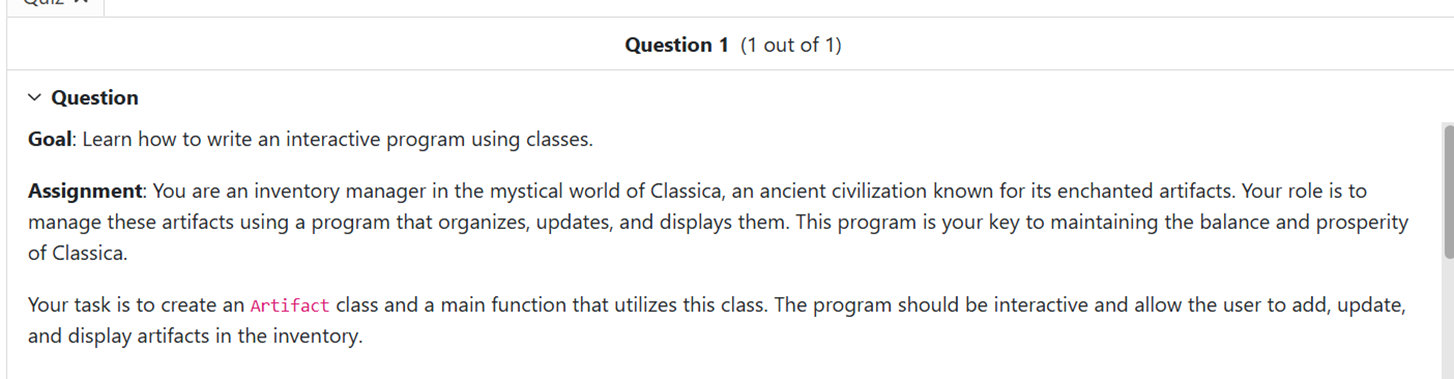 Quiz
Question 1 (1 out of 1)
Question
Goal: Learn how to write an interactive program using classes.
Assignment: You are an inventory manager in the mystical world of Classica, an ancient civilization known for its enchanted artifacts. Your role is to
manage these artifacts using a program that organizes, updates, and displays them. This program is your key to maintaining the balance and prosperity
of Classica.
Your task is to create an Artifact class and a main function that utilizes this class. The program should be interactive and allow the user to add, update,
and display artifacts in the inventory.